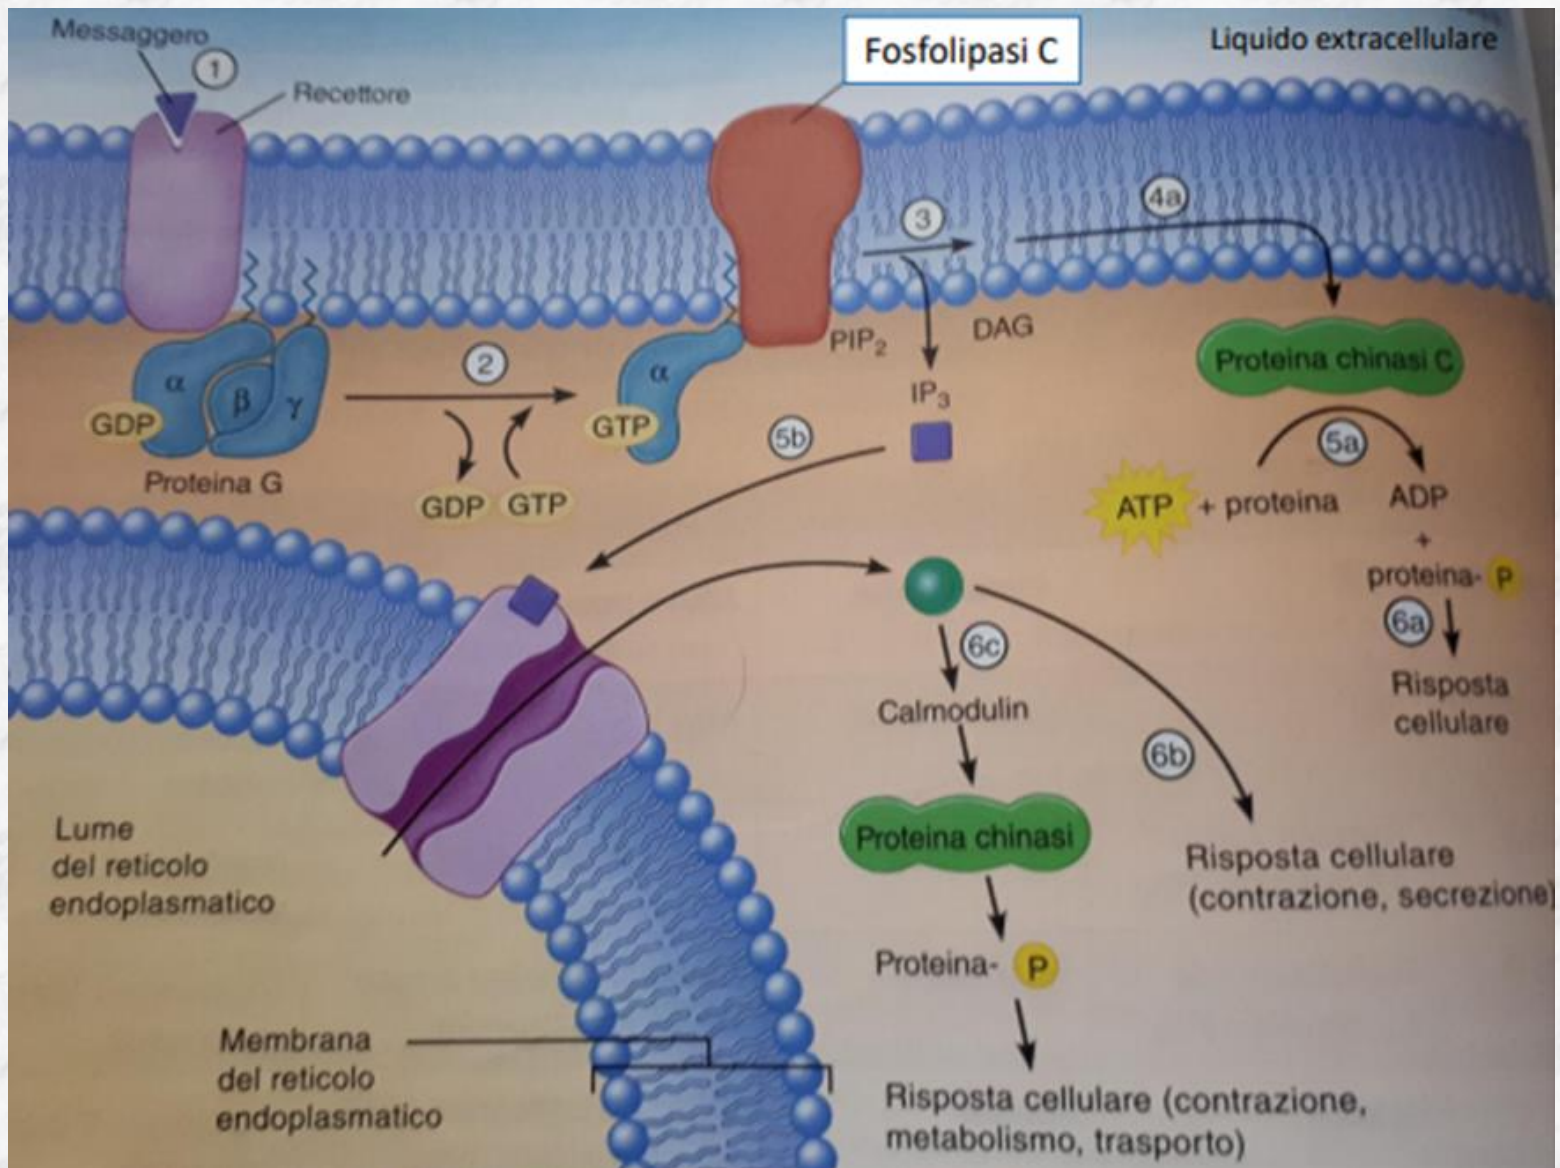 Messaggero
1
Recettore
Fosfolipasi C
Liquido extracellulare
3
4a
2
α
β
γ
GDP
Proteina G
GDP
GTP
α
GTP
PIP2
DAG
IP3
5b
Proteina chinasi C
5a
ATP
+ proteina
ADP
+
proteina- P
6a
Risposta
cellulare
6c
Calmodulin
6b
Proteina chinasi
Risposta cellulare
(contrazione, secrezione)
Proteina- P
Risposta cellulare (contrazione,
metabolismo, trasporto)
Lume
del reticolo
endoplasmatico
Membrana
del reticolo
endoplasmatico